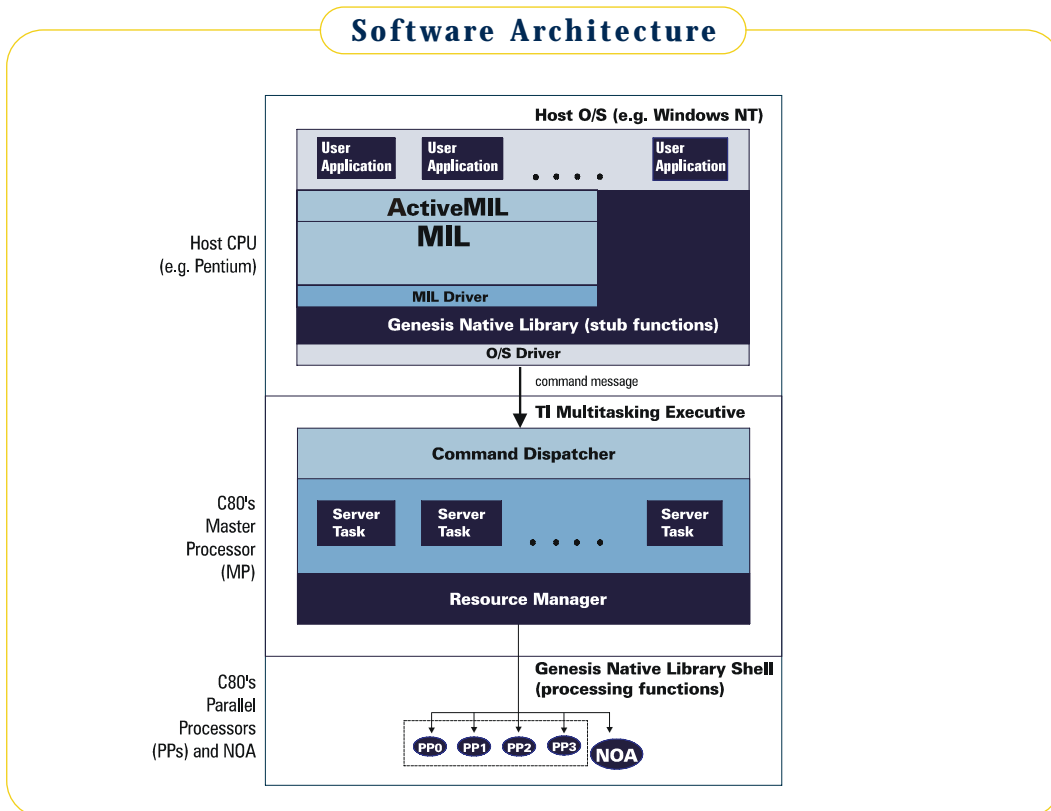 Software Architecture
Host O/S (e.g. Windows NT)
User
Application
User
Application
User
Application
ActiveMIL
MIL
MIL Driver
Genesis Native Library (stub functions)
O/S Driver
Host CPU
(e.g. Pentium)
command message
TI Multitasking Executive
Command Dispatcher
Server
Task
Server
Task
Server
Task
Resource Manager
C80's
Master
Processor
(MP)
Genesis Native Library Shell
(processing functions)
C80's
Parallel
Processors
(PPs) and NOA
PP0
PP1
PP2
PP3
NOA